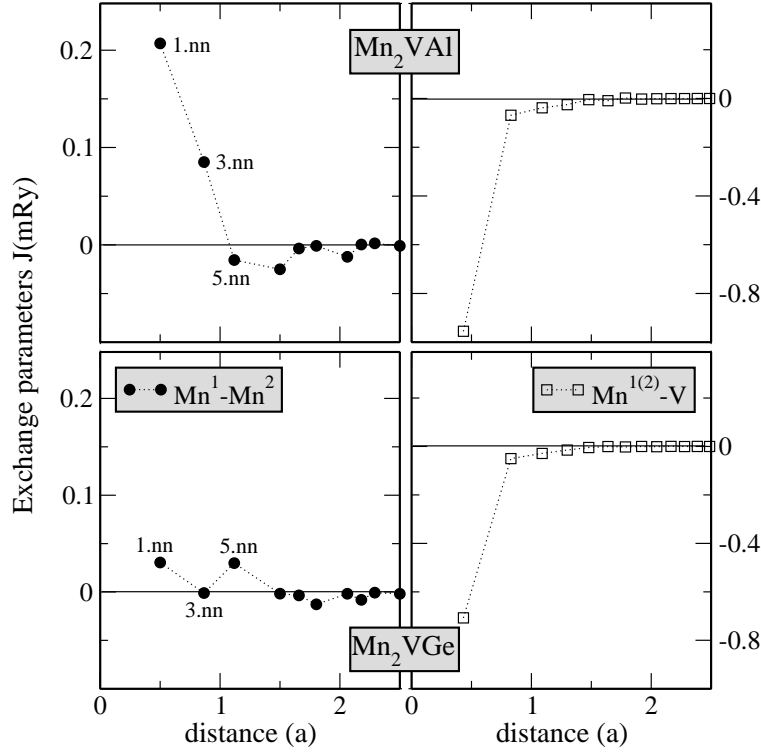 Exchange parameters J(mRy)
Mn2VAl
0.2
0.1
0
1.nn
3.nn
5.nn
0
-0.4
-0.8
Mn1-Mn2
Mn1(2)-V
0.2
0.1
0
1.nn
5.nn
3.nn
0
-0.4
-0.8
Mn2VGe
0 1 2
0 1 2
distance (a)
distance (a)